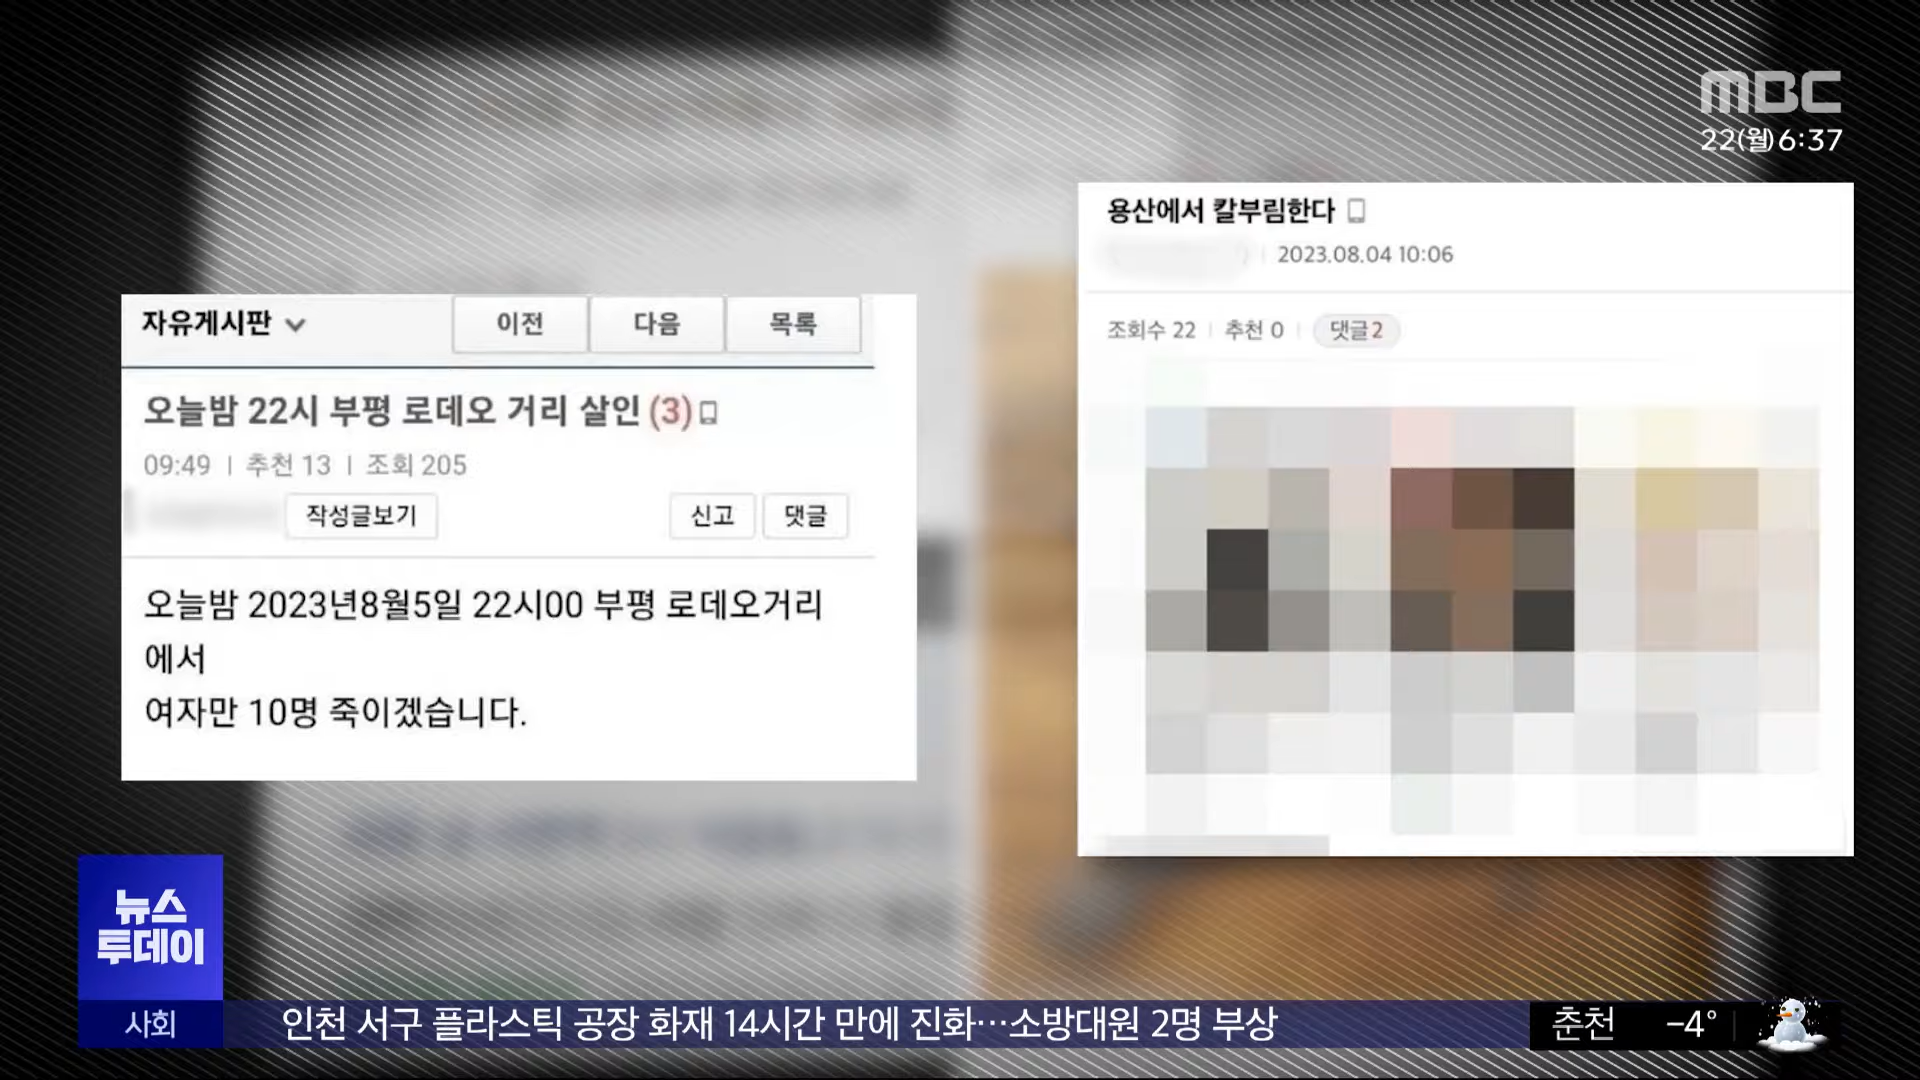 MBC
22(월)6:37
자유게시판
이전
다음
목록
오늘밤 22시 부평 로데오 거리 살인 (3)
09:49 | 추천 13 | 조회 205
작성글보기
신고
댓글
오늘밤 2023년8월5일 22시00 부평 로데오거리
에서
여자만 10명 죽이겠습니다.
용산에서 칼부림한다
2023.08.04 10:06
조회수 22 | 추천 0 | 댓글 2
뉴스
투데이
사회
인천 서구 플라스틱 공장 화재 14시간 만에 진화…소방대원 2명 부상
춘천 -4°